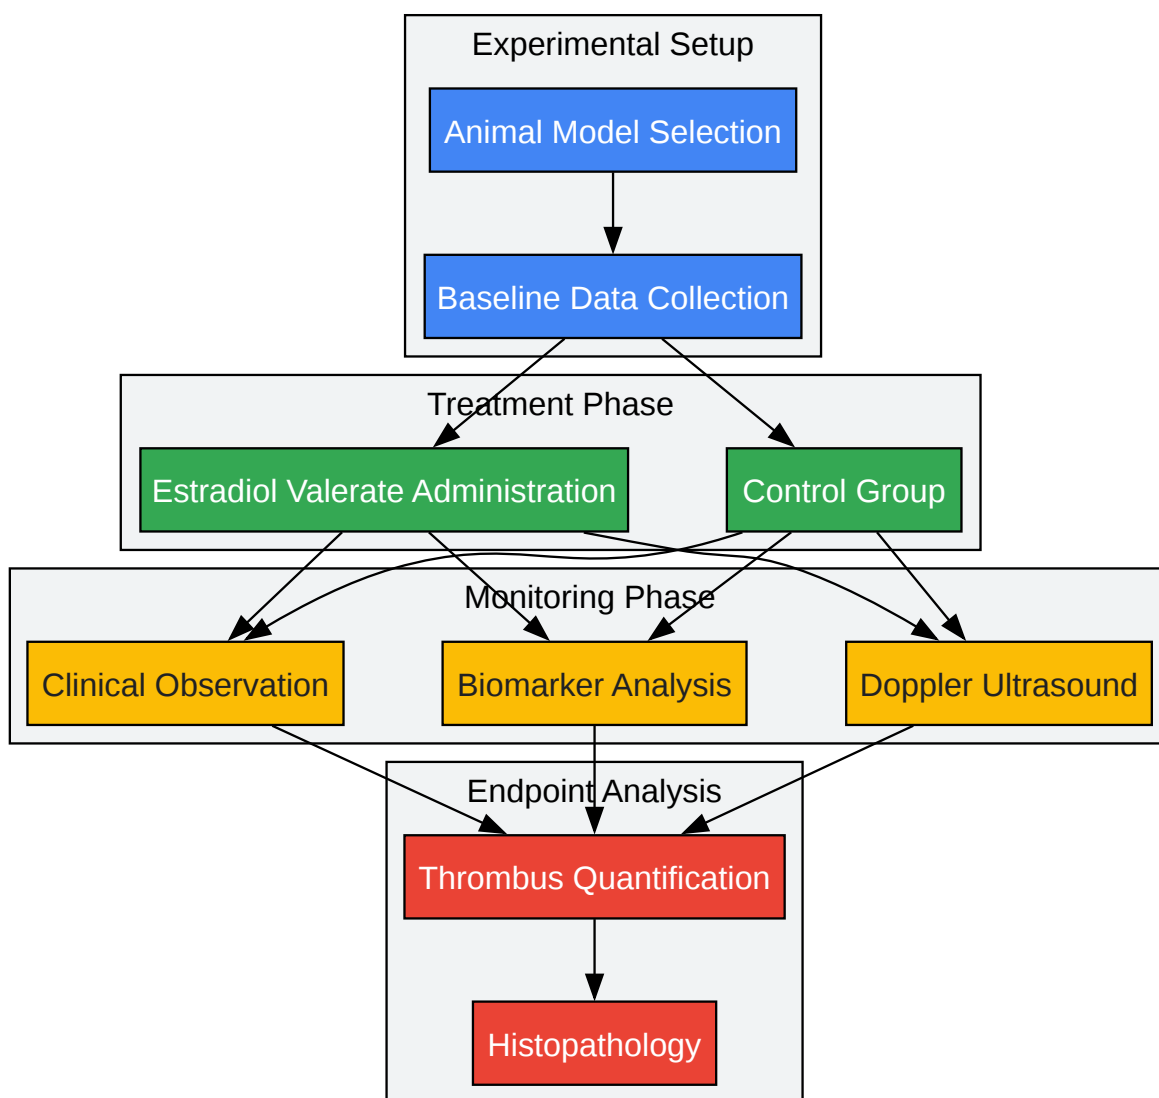 Experimental Setup
Animal Model Selection
Baseline Data Collection
Treatment Phase
Estradiol Valerate Administration
Control Group
Monitoring Phase
Clinical Observation
Biomarker Analysis
Doppler Ultrasound
Endpoint Analysis
Thrombus Quantification
Histopathology